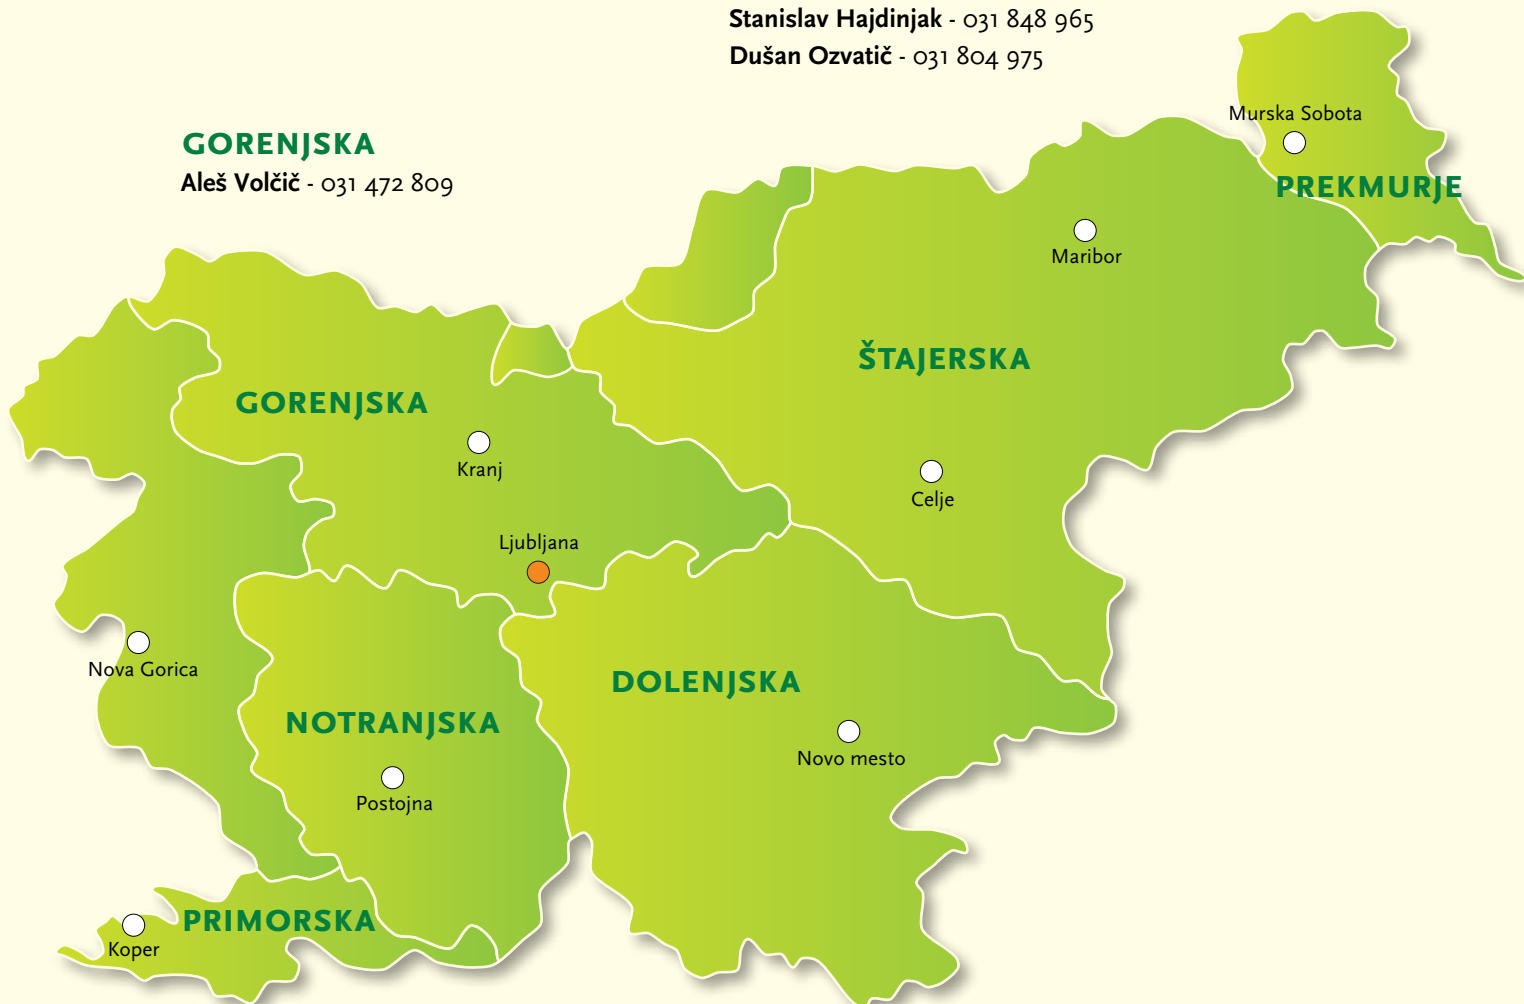 Stanislav Hajdinjak - 031 848 965
Dušan Ozvatič - 031 804 975
GORENJSKA
Aleš Volčič - 031 472 809
Murska Sobota
PREKMURJE
Maribor
ŠTAJERSKA
GORENJSKA
Kranj
Celje
Ljubljana
Nova Gorica
DOLENJSKA
NOTRANJSKA
Novo mesto
Postojna
PRIMORSKA
Koper